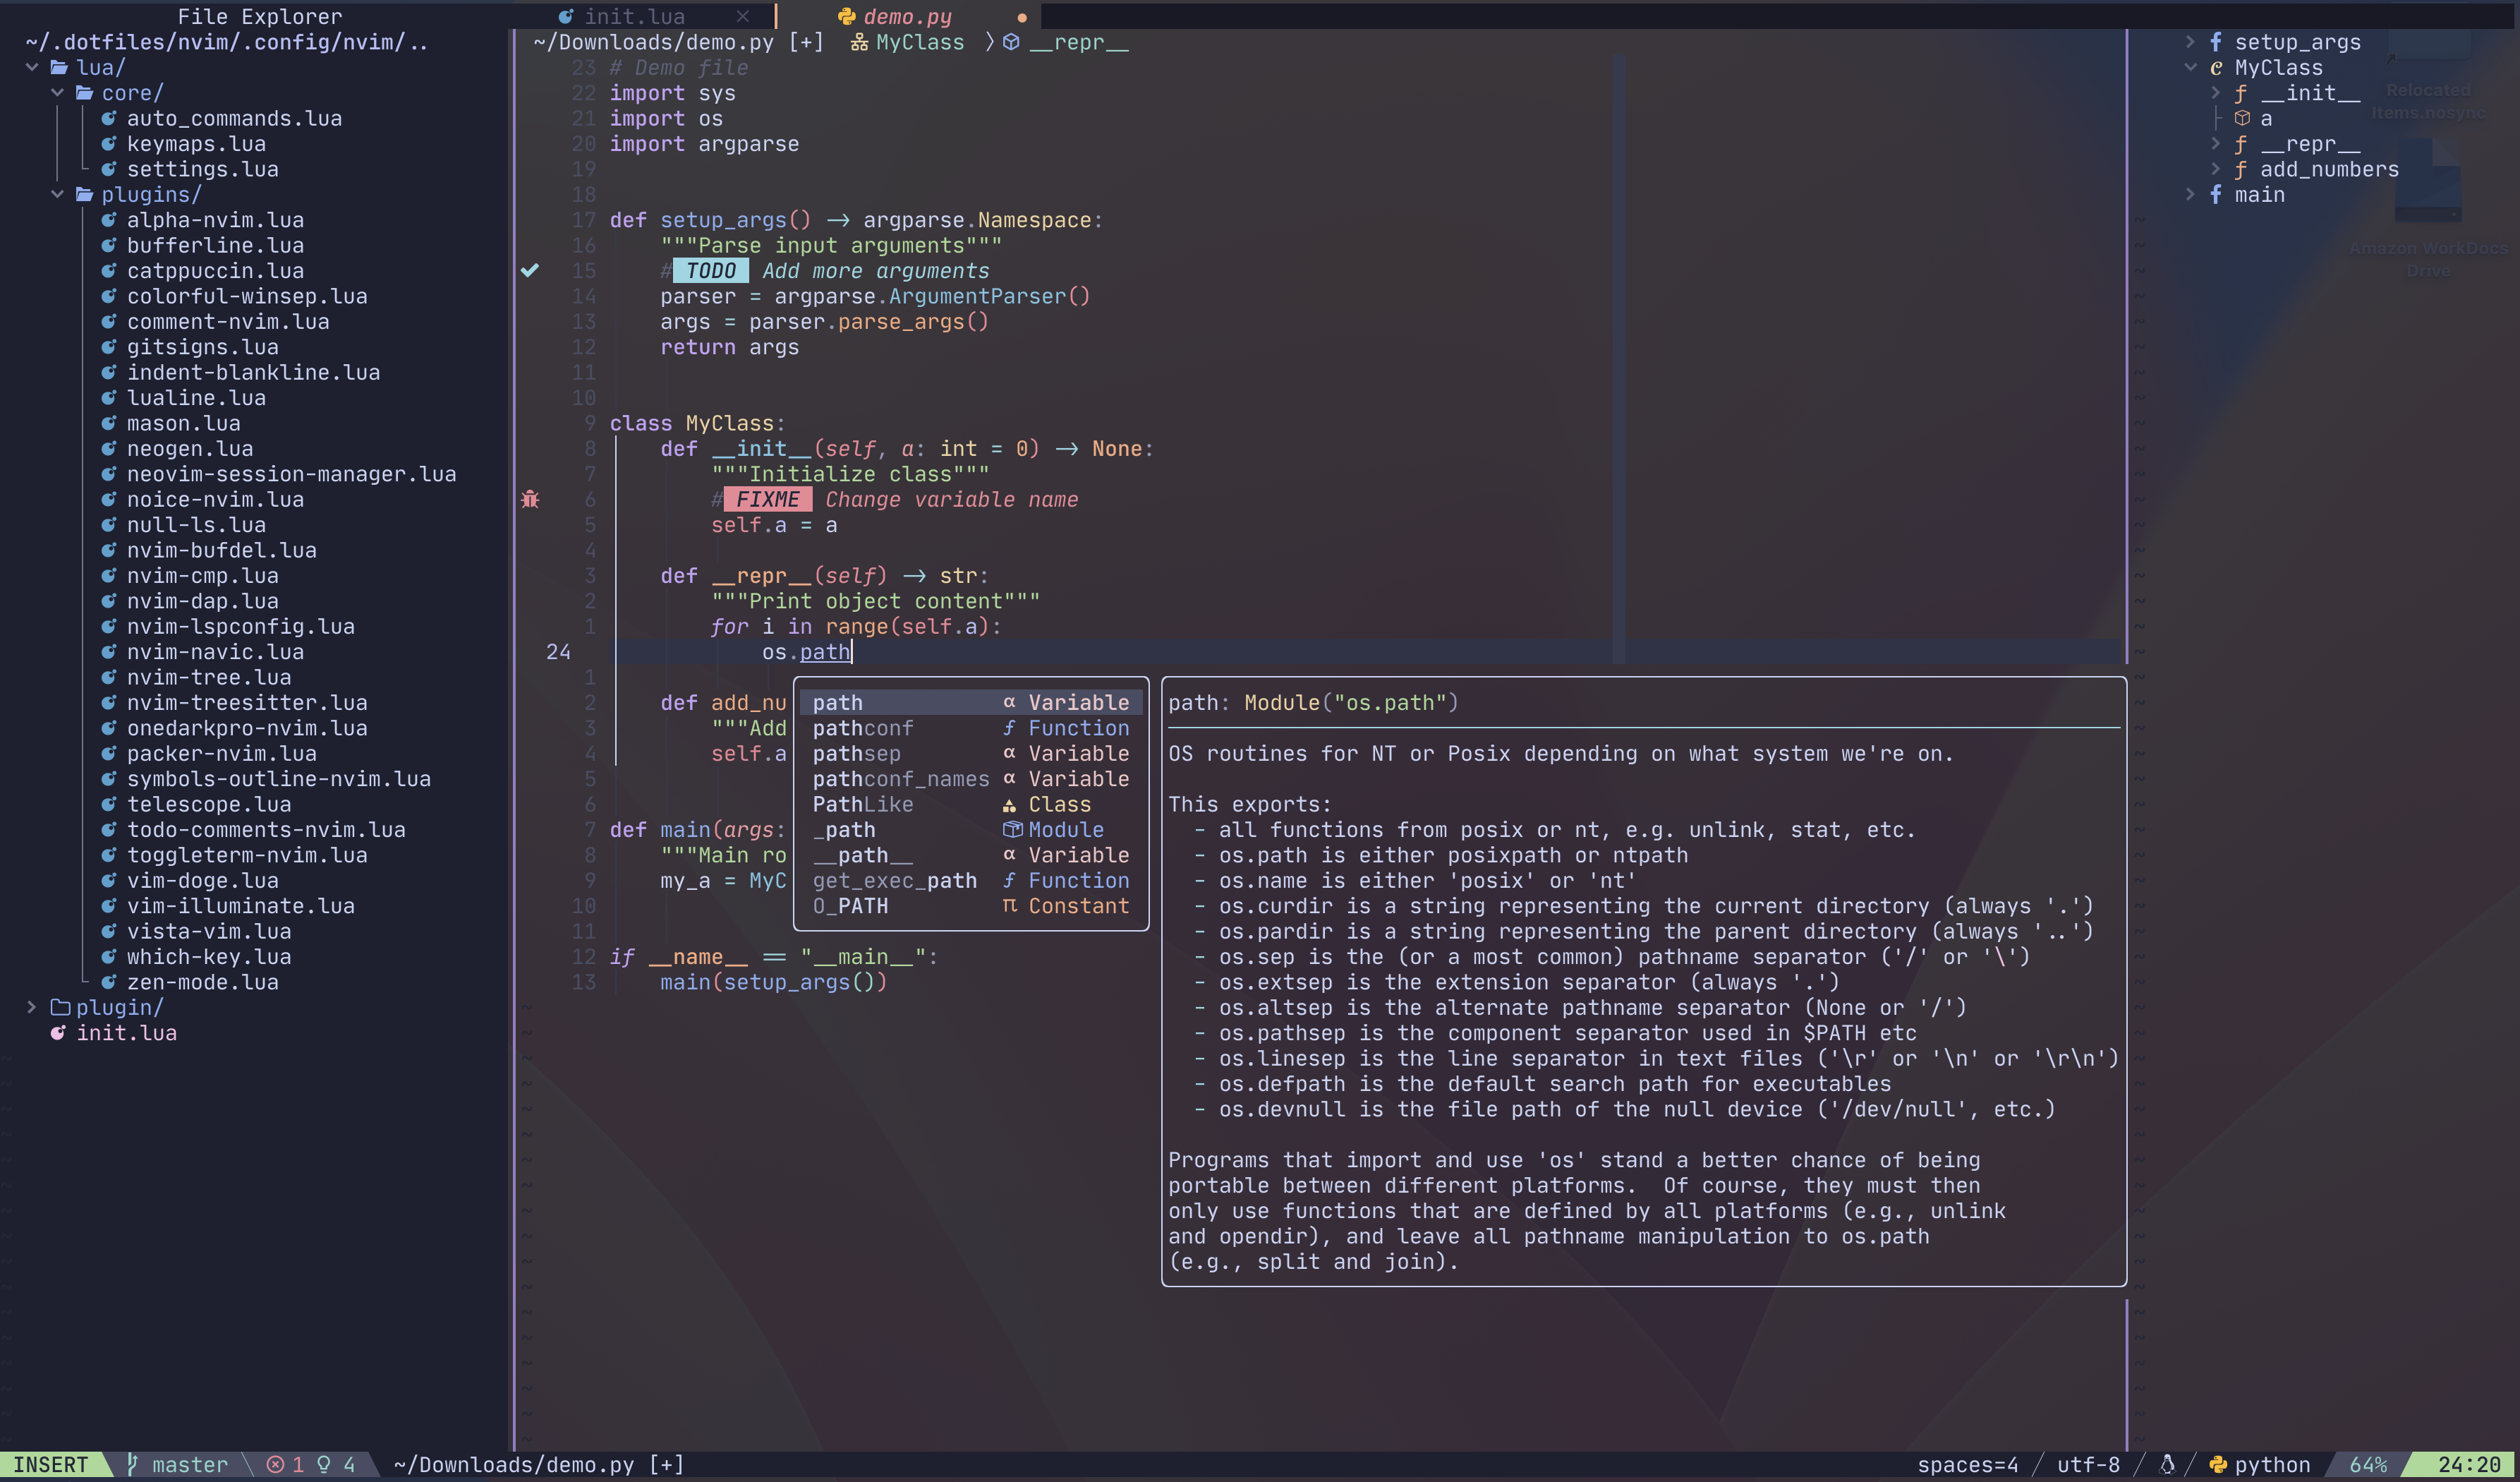 File Explorer
~/.dotfiles/nvim/.config/nvim/..
lua/
core/
auto_commands.lua
keymaps.lua
settings.lua
plugins/
alpha-nvim.lua
bufferline.lua
catppuccin.lua
colorful-winsep.lua
comment-nvim.lua
gitsigns.lua
indent-blankline.lua
lualine.lua
mason.lua
neogen.lua
neovim-session-manager.lua
noice-nvim.lua
null-ls.lua
nvim-bufdel.lua
nvim-cmp.lua
nvim-dap.lua
nvim-lspconfig.lua
nvim-navic.lua
nvim-tree.lua
nvim-treesitter.lua
onedarkpro-nvim.lua
packer-nvim.lua
symbols-outline-nvim.lua
telescope.lua
todo-comments-nvim.lua
toggleterm-nvim.lua
vim-doge.lua
vim-illuminate.lua
vista-vim.lua
which-key.lua
zen-mode.lua
plugin/
init.lua
init.lua × demo.py ●
~/Downloads/demo.py [+] MyClass 〉 __repr__
23 # Demo file
22 import sys
21 import os
20 import argparse
19
18
17 def setup_args() → argparse.Namespace:
16 """Parse input arguments"""
15 # TODO Add more arguments
14 parser = argparse.ArgumentParser()
13 args = parser.parse_args()
12 return args
11
10
9 class MyClass:
8 def __init__(self, a: int = 0) → None:
7 """Initialize class"""
6 # FIXME Change variable name
5 self.a = a
4
3 def __repr__(self) → str:
2 """Print object content"""
1 for i in range(self.a):
24 os.path
1
2 def add_nu
3 """Add
4 self.a
5
6
7 def main(args:
8 """Main ro
9 my_a = MyC
10
11
12 if __name__ == "__main__":
13 main(setup_args())
path α Variable
pathconf ƒ Function
pathsep α Variable
pathconf_names α Variable
PathLike Class
_path Module
__path__ α Variable
get_exec_path ƒ Function
O_PATH π Constant
path: Module("os.path")
OS routines for NT or Posix depending on what system we're on.
This exports:
- all functions from posix or nt, e.g. unlink, stat, etc.
- os.path is either posixpath or ntpath
- os.name is either 'posix' or 'nt'
- os.curdir is a string representing the current directory (always '.')
- os.pardir is a string representing the parent directory (always '..')
- os.sep is the (or a most common) pathname separator ('/' or '\')
- os.extsep is the extension separator (always '.')
- os.altsep is the alternate pathname separator (None or '/')
- os.pathsep is the component separator used in $PATH etc
- os.linesep is the line separator in text files ('\r' or '\n' or '\r\n')
- os.defpath is the default search path for executables
- os.devnull is the file path of the null device ('/dev/null', etc.)
Programs that import and use 'os' stand a better chance of being
portable between different platforms.  Of course, they must then
only use functions that are defined by all platforms (e.g., unlink
and opendir), and leave all pathname manipulation to os.path
(e.g., split and join).
setup_args
MyClass
__init__
a
__repr__
add_numbers
main
Relocated
Items.nosync
Amazon WorkDocs
Drive
INSERT master 1 4 ~/Downloads/demo.py [+] spaces=4 / utf-8 / / python 64% 24:20